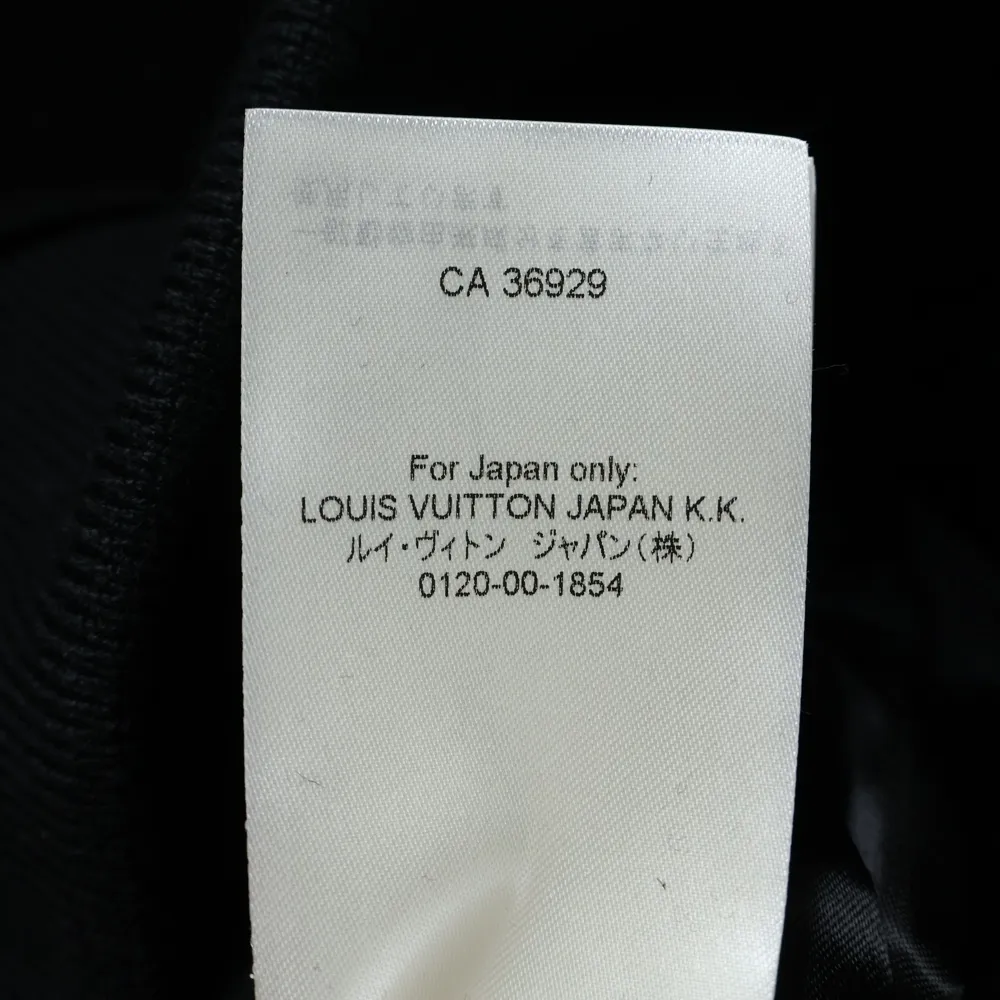 CA 36929
For Japan only:
LOUIS VUITTON JAPAN K.K.
ルイ・ヴィトン　ジャパン(株)
0120-00-1854